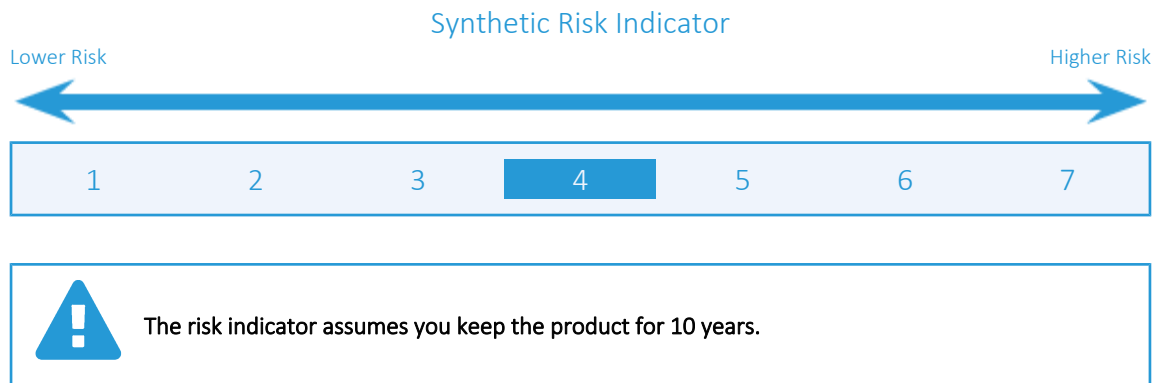 Synthetic Risk Indicator
Lower Risk Higher Risk
1 2 3 4 5 6 7
The risk indicator assumes you keep the product for 10 years.